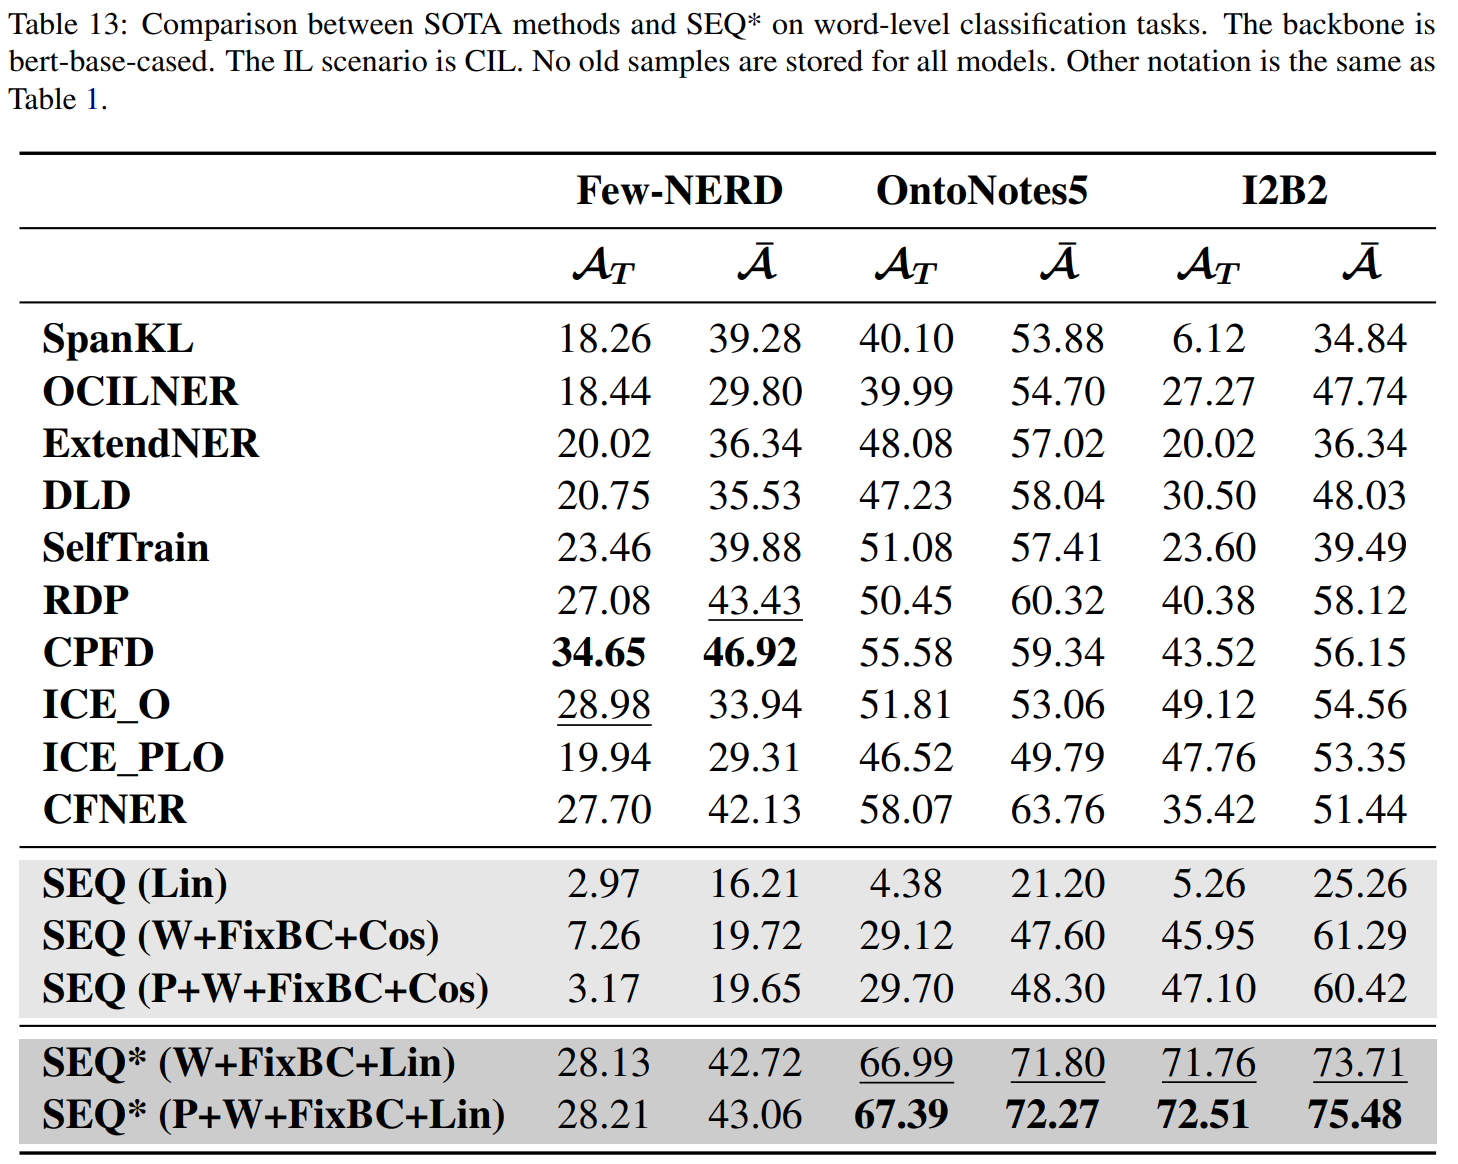 Table 13: Comparison between SOTA methods and SEQ* on word-level classification tasks. The backbone is
bert-base-cased. The IL scenario is CIL. No old samples are stored for all models. Other notation is the same as
Table 1.
Few-NERD OntoNotes5 I2B2
𝒜_T 𝒜̄ 𝒜_T 𝒜̄ 𝒜_T 𝒜̄
SpanKL 18.26 39.28 40.10 53.88 6.12 34.84
OCILNER 18.44 29.80 39.99 54.70 27.27 47.74
ExtendNER 20.02 36.34 48.08 57.02 20.02 36.34
DLD 20.75 35.53 47.23 58.04 30.50 48.03
SelfTrain 23.46 39.88 51.08 57.41 23.60 39.49
RDP 27.08 43.43 50.45 60.32 40.38 58.12
CPFD 34.65 46.92 55.58 59.34 43.52 56.15
ICE_O 28.98 33.94 51.81 53.06 49.12 54.56
ICE_PLO 19.94 29.31 46.52 49.79 47.76 53.35
CFNER 27.70 42.13 58.07 63.76 35.42 51.44
SEQ (Lin) 2.97 16.21 4.38 21.20 5.26 25.26
SEQ (W+FixBC+Cos) 7.26 19.72 29.12 47.60 45.95 61.29
SEQ (P+W+FixBC+Cos) 3.17 19.65 29.70 48.30 47.10 60.42
SEQ* (W+FixBC+Lin) 28.13 42.72 66.99 71.80 71.76 73.71
SEQ* (P+W+FixBC+Lin) 28.21 43.06 67.39 72.27 72.51 75.48